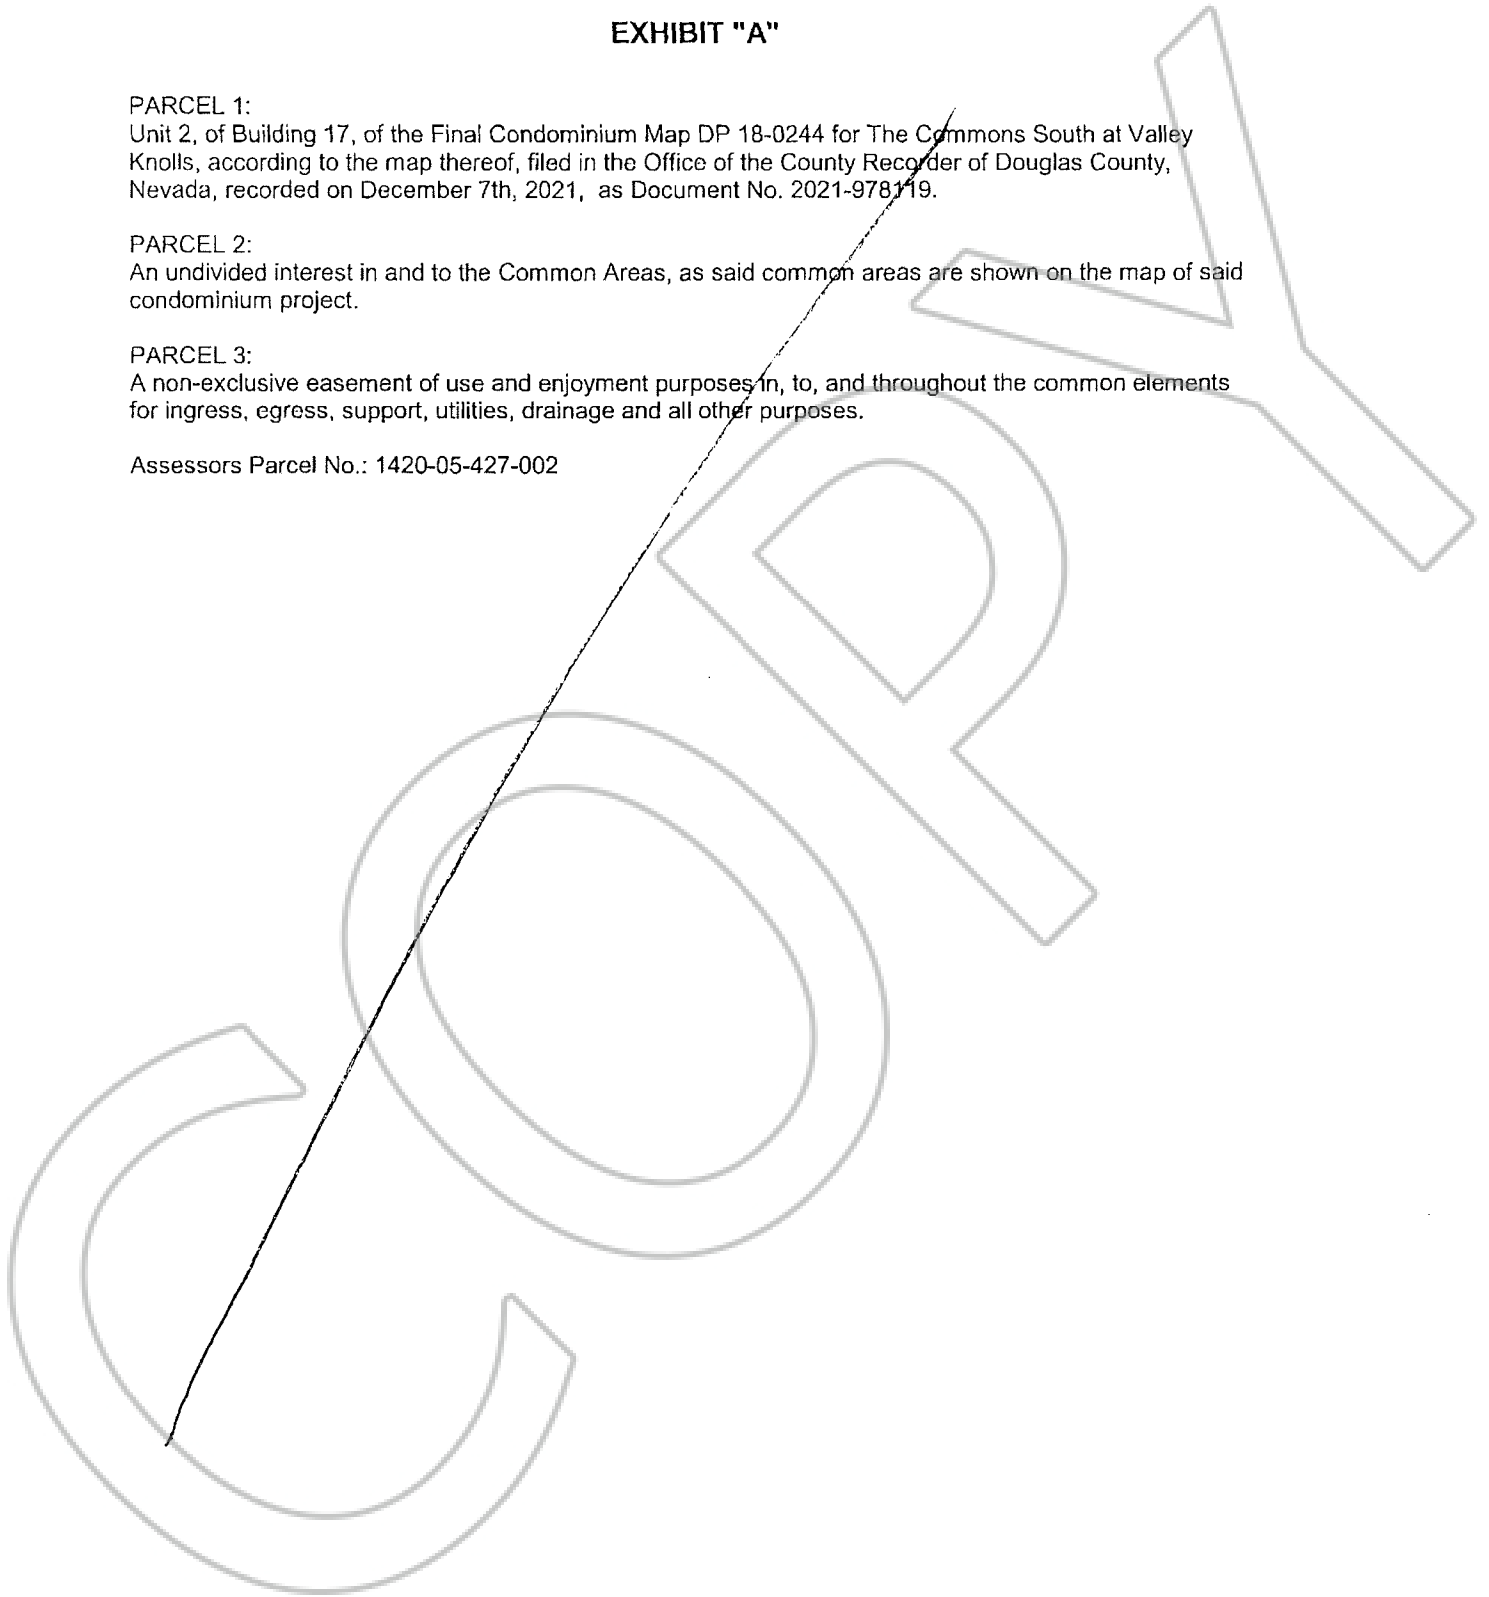 EXHIBIT "A"
PARCEL 1:
Unit 2, of Building 17, of the Final Condominium Map DP 18-0244 for The Commons South at Valley
Knolls, according to the map thereof, filed in the Office of the County Recorder of Douglas County,
Nevada, recorded on December 7th, 2021, as Document No. 2021-978119.
PARCEL 2:
An undivided interest in and to the Common Areas, as said common areas are shown on the map of said
condominium project.
PARCEL 3:
A non-exclusive easement of use and enjoyment purposes in, to, and throughout the common elements
for ingress, egress, support, utilities, drainage and all other purposes.
Assessors Parcel No.: 1420-05-427-002
COPY